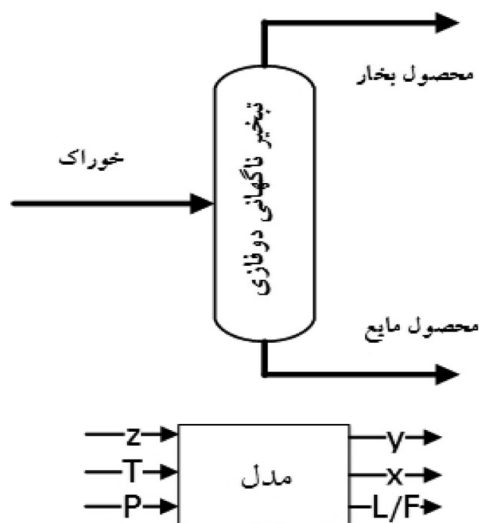 محصول بخار
خوراک
تبخیر ناگهانی دوفازی
محصول مایع
z
T
P
مدل
y
x
L/F